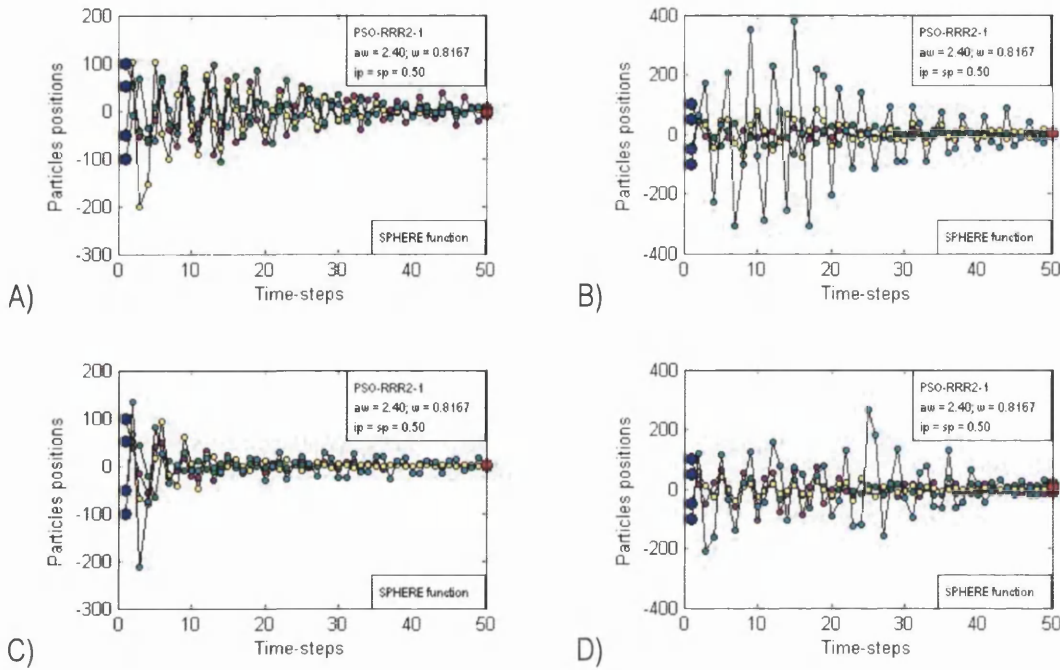 200
100
0
-100
-200
-300
Particles positions
0 10 20 30 40 50
Time-steps
PSO-RRR2-1
aw = 2.40; w = 0.8167
ip = sp = 0.50
SPHERE function
A)
400
200
0
-200
-400
Particles positions
0 10 20 30 40 50
Time-steps
PSO-RRR2-1
aw = 2.40; w = 0.8167
ip = sp = 0.50
SPHERE function
B)
200
100
0
-100
-200
-300
Particles positions
0 10 20 30 40 50
Time-steps
PSO-RRR2-1
aw = 2.40; w = 0.8167
ip = sp = 0.50
SPHERE function
C)
400
200
0
-200
-400
Particles positions
0 10 20 30 40 50
Time-steps
PSO-RRR2-1
aw = 2.40; w = 0.8167
ip = sp = 0.50
SPHERE function
D)